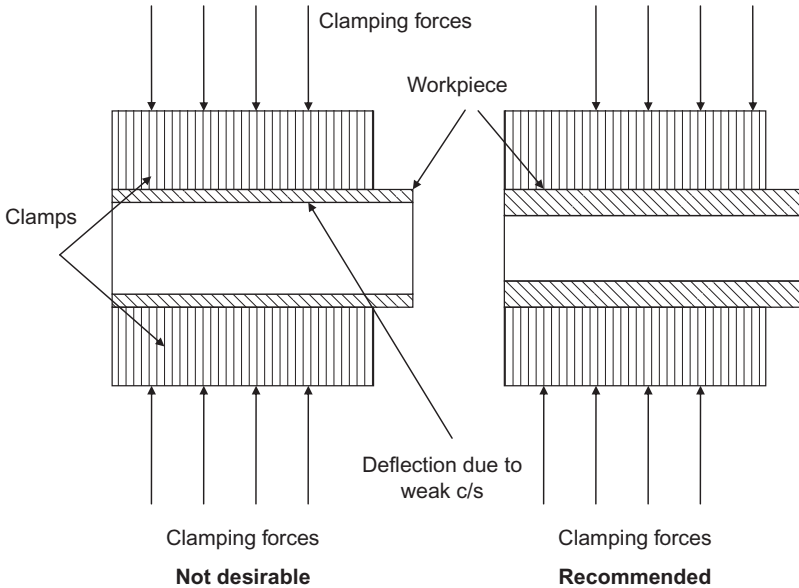 Clamping forces
Workpiece
Clamps
Deflection due to
weak c/s
Clamping forces
Clamping forces
Not desirable
Recommended